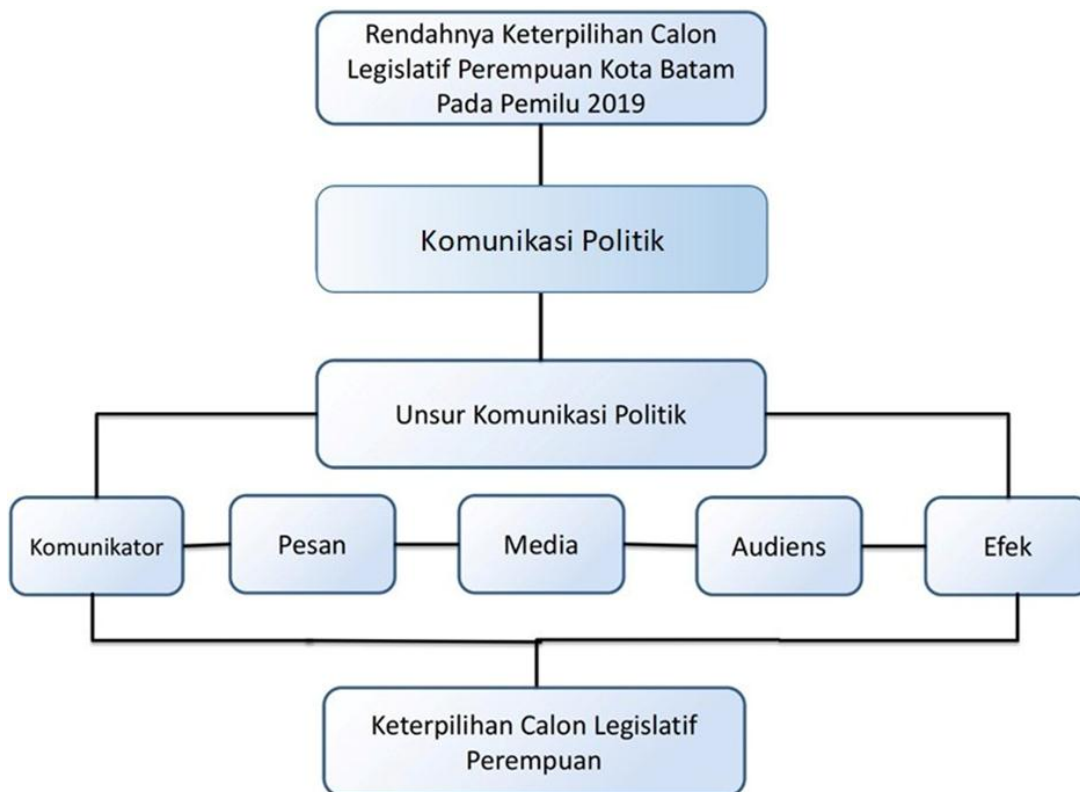 Rendahnya Keterpilihan Calon
Legislatif Perempuan Kota Batam
Pada Pemilu 2019
Komunikasi Politik
Unsur Komunikasi Politik
Komunikator
Pesan
Media
Audiens
Efek
Keterpilihan Calon Legislatif
Perempuan